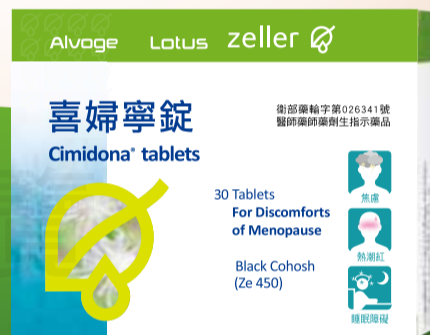 Alvogen Lotus zeller
喜婦寧錠
衛部藥輸字第026341號
醫師藥師藥劑生指示藥品
Cimidona® tablets
30 Tablets
For Discomforts
of Menopause
Black Cohosh
(Ze 450)
焦慮
熱潮紅
睡眠障礙